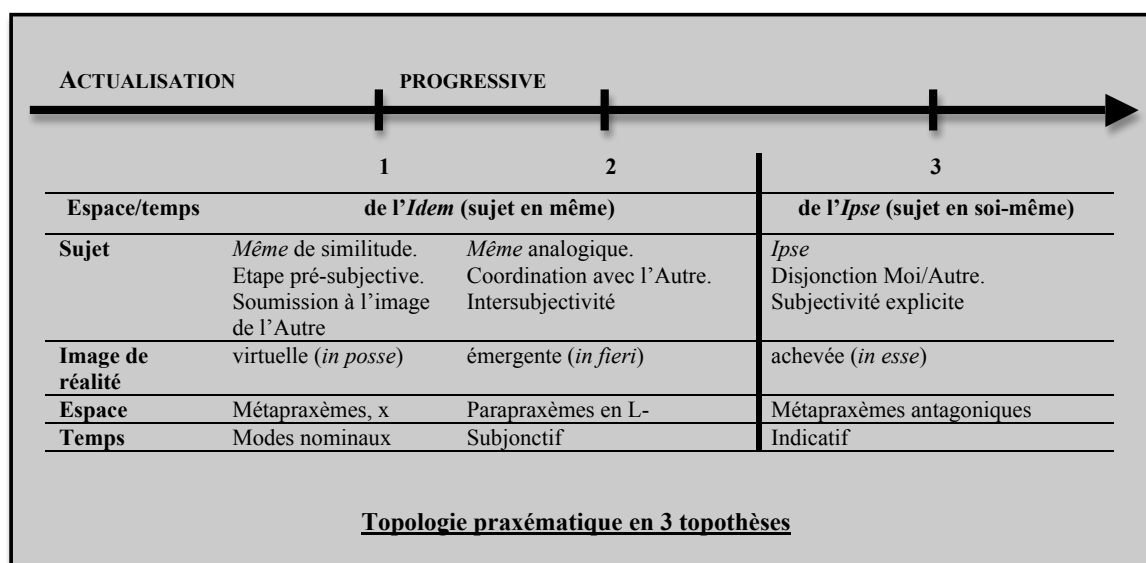 ACTUALISATION PROGRESSIVE
1 2 3
Espace/temps de l’Idem (sujet en même) de l’Ipse (sujet en soi-même)
Sujet Même de similitude. Même analogique. Ipse
Etape pré-subjective. Coordination avec l’Autre. Disjonction Moi/Autre.
Soumission à l’image Intersubjectivité Subjectivité explicite
de l’Autre
Image de virtuelle (in posse) émergente (in fieri) achevée (in esse)
réalité
Espace Métapraxèmes, x Parapraxèmes en L- Métapraxèmes antagoniques
Temps Modes nominaux Subjonctif Indicatif
Topologie praxématique en 3 topothèses